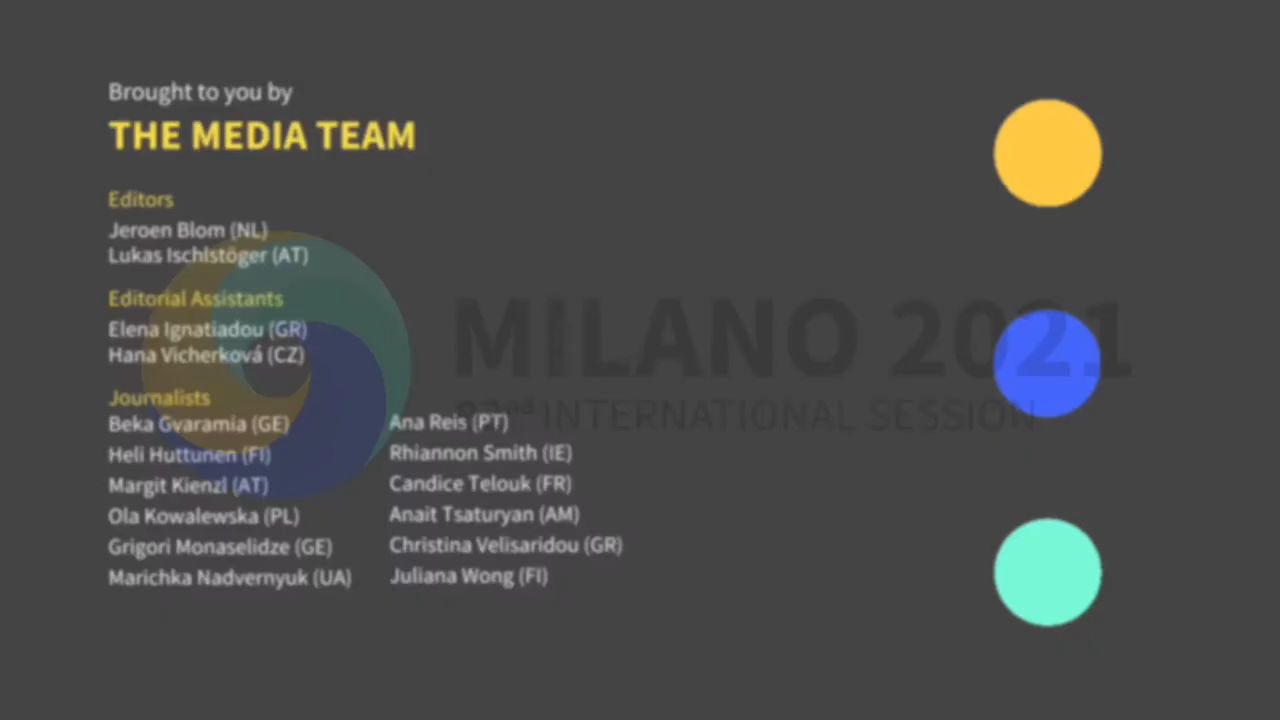 Brought to you by
THE MEDIA TEAM
Editors
Jeroen Blom (NL)
Lukas Ischlstöger (AT)
Editorial Assistants
Elena Ignatiadou (GR)
Hana Vicherková (CZ)
Journalists
Beka Gvaramia (GE)
Heli Huttunen (FI)
Margit Kienzl (AT)
Ola Kowalewska (PL)
Grigori Monaselidze (GE)
Marichka Nadvernyuk (UA)
Ana Reis (PT)
Rhiannon Smith (IE)
Candice Telouk (FR)
Anait Tsaturyan (AM)
Christina Velisaridou (GR)
Juliana Wong (FI)
MILANO 2021
INTERNATIONAL SESSION